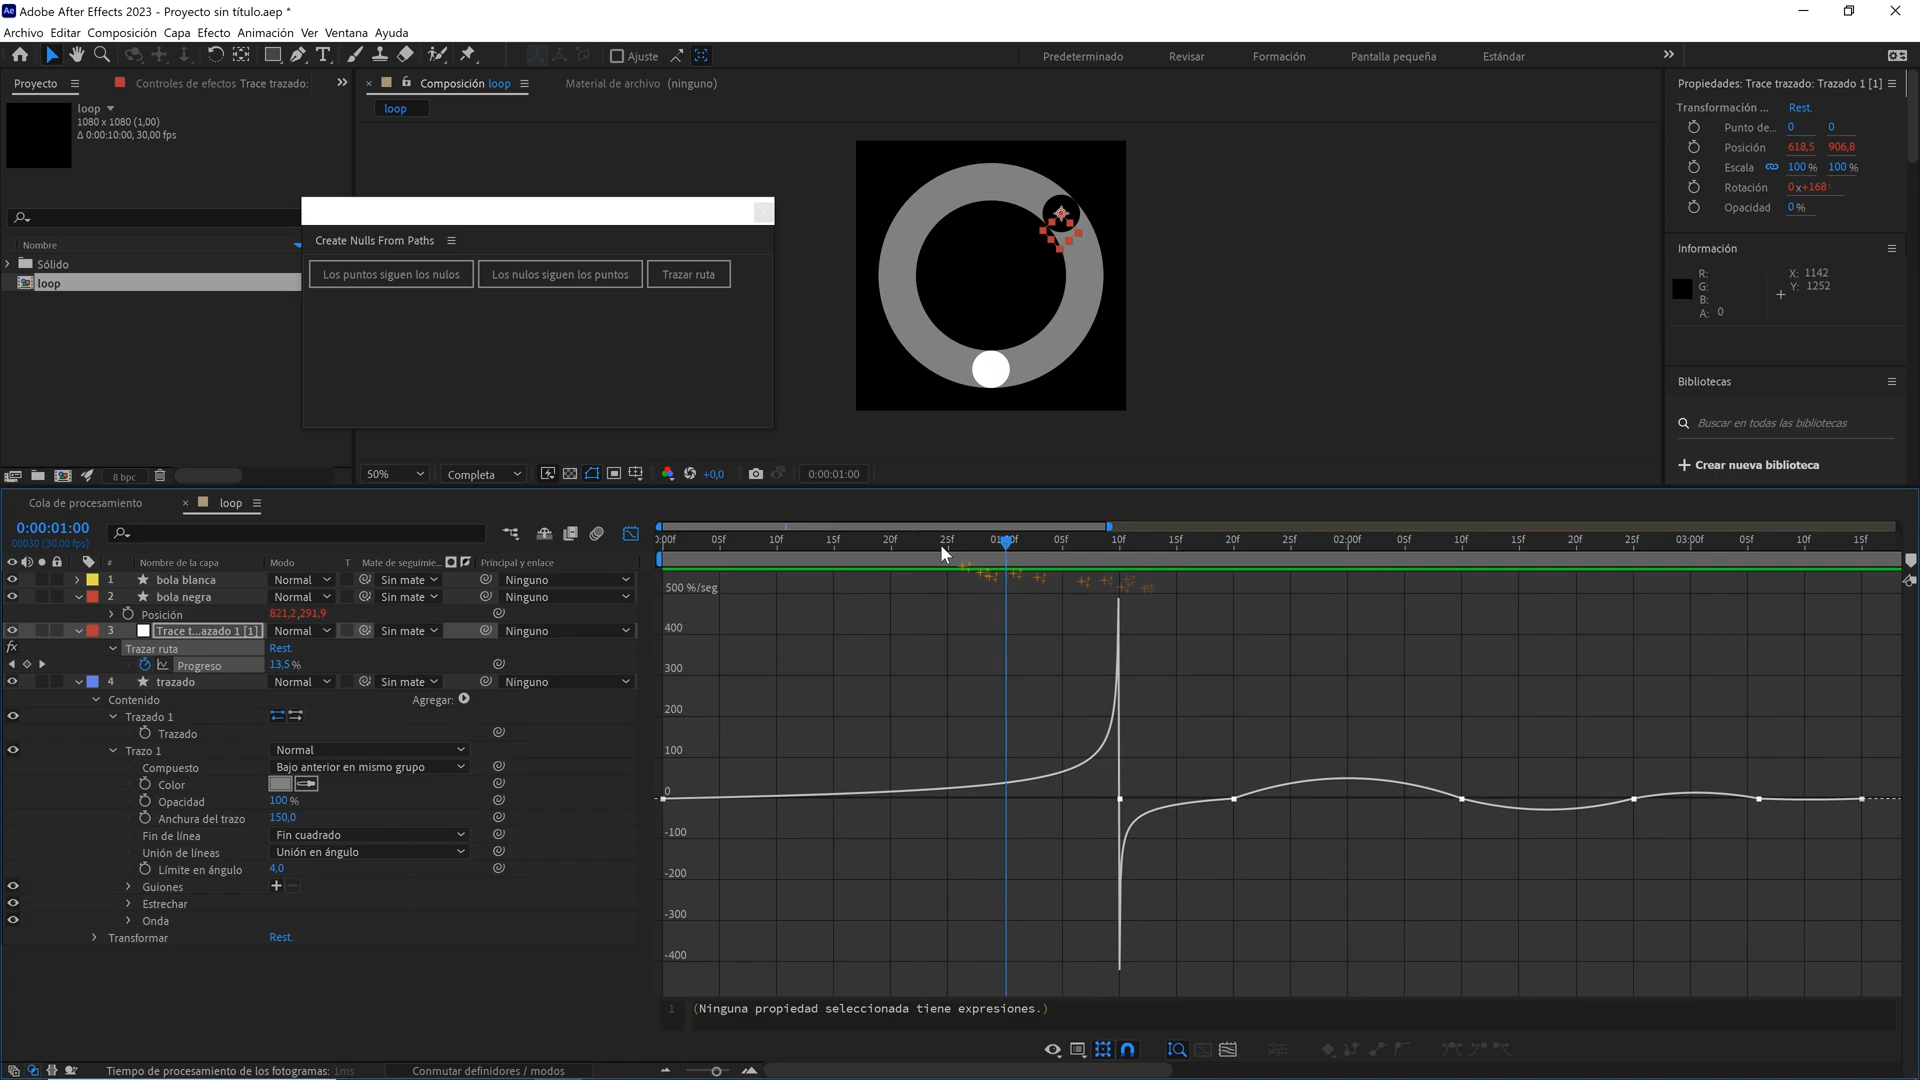 Adobe After Effects 2023 - Proyecto sin título.aep *
Archivo Editar Composición Capa Efecto Animación Ver Ventana Ayuda
Ajuste
Predeterminado Revisar Formación Pantalla pequeña Estándar
Proyecto
Controles de efectos Trace trazado:
Composición loop
Material de archivo (ninguno)
loop
loop
1080 x 1080 (1,00)
Δ 0:00:10:00, 30,00 fps
Nombre
Sólido
loop
Create Nulls From Paths
Los puntos siguen los nulos
Los nulos siguen los puntos
Trazar ruta
8 bpc
50%
Completa
+0,0
0:00:01:00
Propiedades: Trace trazado: Trazado 1 [1]
Transformación ... Rest.
Punto de... 0 0
Posición 618,5 906,8
Escala 100 % 100 %
Rotación 0x+168
Opacidad 0 %
Información
R:
G:
B:
A: 0
X: 1142
Y: 1252
Bibliotecas
Buscar en todas las bibliotecas
Crear nueva biblioteca
Cola de procesamiento
loop
0:00:01:00
00030 (30.00 fps)
# Nombre de la capa Modo T Mate de seguimie... Principal y enlace
1 bola blanca Normal Sin mate Ninguno
2 bola negra Normal Sin mate Ninguno
Posición 821,2,291,9
3 Trace t...azado 1 [1] Normal Sin mate Ninguno
fx Trazar ruta Rest.
Progreso 13,5 %
4 trazado Normal Sin mate Ninguno
Contenido Agregar:
Trazado 1
Trazado
Trazo 1 Normal
Compuesto Bajo anterior en mismo grupo
Color
Opacidad 100 %
Anchura del trazo 150,0
Fin de línea Fin cuadrado
Unión de líneas Unión en ángulo
Límite en ángulo 4,0
Guiones
Estrechar
Onda
Transformar Rest.
:00f 05f 10f 15f 20f 25f 01:00f 05f 10f 15f 20f 25f 02:00f 05f 10f 15f 20f 25f 03:00f 05f 10f 15f
500 %/seg
400
300
200
100
0
-100
-200
-300
-400
1 (Ninguna propiedad seleccionada tiene expresiones.)
Tiempo de procesamiento de los fotogramas: 1ms
Conmutar definidores / modos